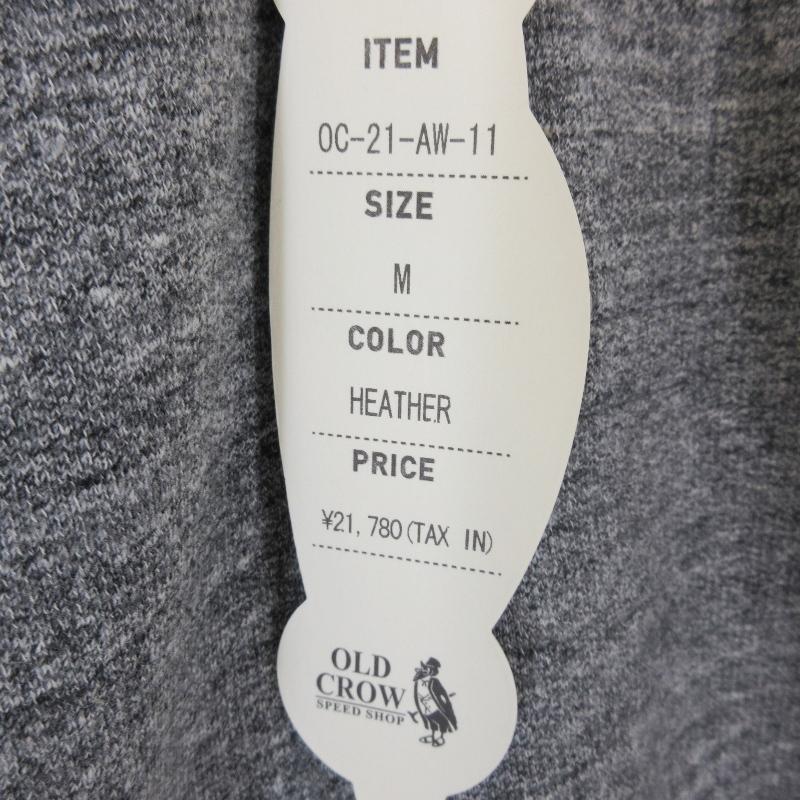 ITEM
OC-21-AW-11
SIZE
M
COLOR
HEATHER
PRICE
¥21,780(TAX IN)
OLD
CROW
SPEED SHOP